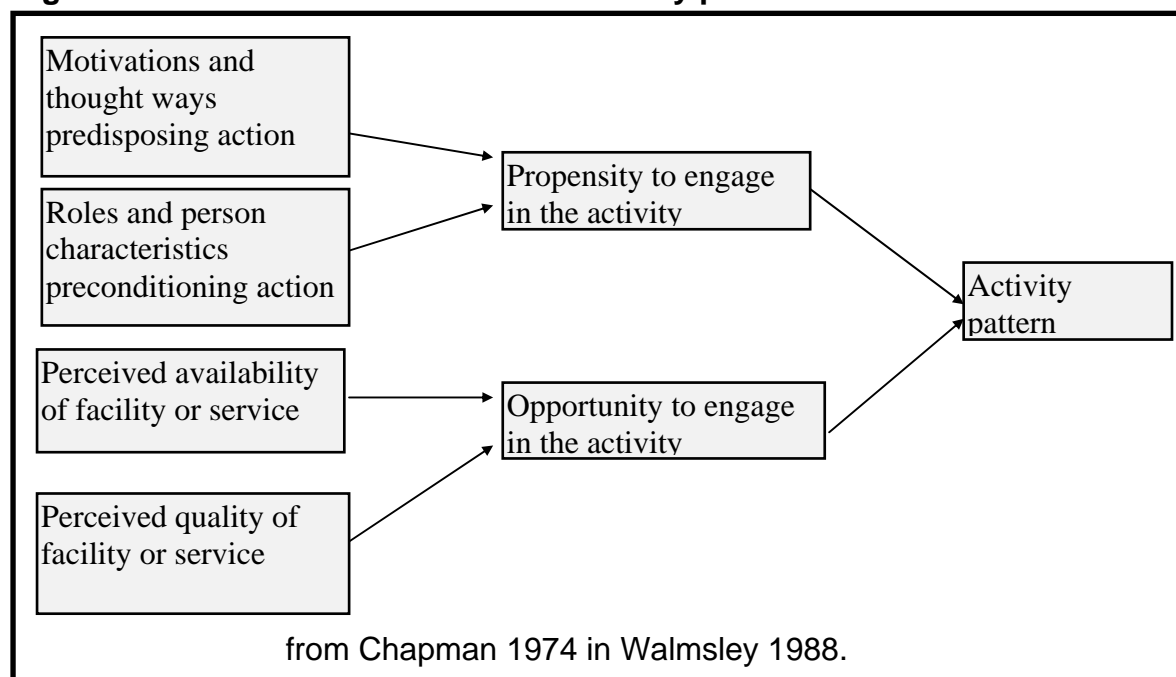 Motivations and
thought ways
predisposing action
Roles and person
characteristics
preconditioning action
Perceived availability
of facility or service
Perceived quality of
facility or service
Propensity to engage
in the activity
Opportunity to engage
in the activity
Activity
pattern
from Chapman 1974 in Walmsley 1988.